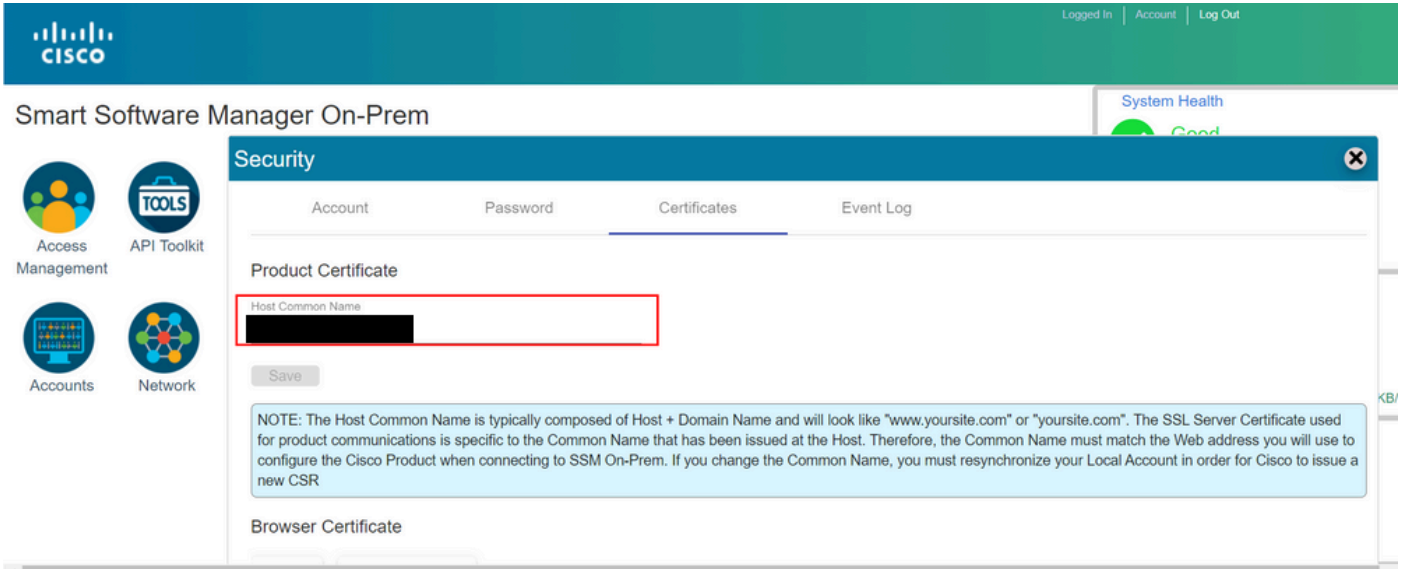 Logged In | Account | Log Out
CISCO
Smart Software Manager On-Prem
System Health
Good
Security
Account Password Certificates Event Log
TOOLS
Access
Management
API Toolkit
Product Certificate
Host Common Name
Accounts
Network
Save
KB/
NOTE: The Host Common Name is typically composed of Host + Domain Name and will look like "www.yoursite.com" or "yoursite.com". The SSL Server Certificate used
for product communications is specific to the Common Name that has been issued at the Host. Therefore, the Common Name must match the Web address you will use to
configure the Cisco Product when connecting to SSM On-Prem. If you change the Common Name, you must resynchronize your Local Account in order for Cisco to issue a
new CSR
Browser Certificate